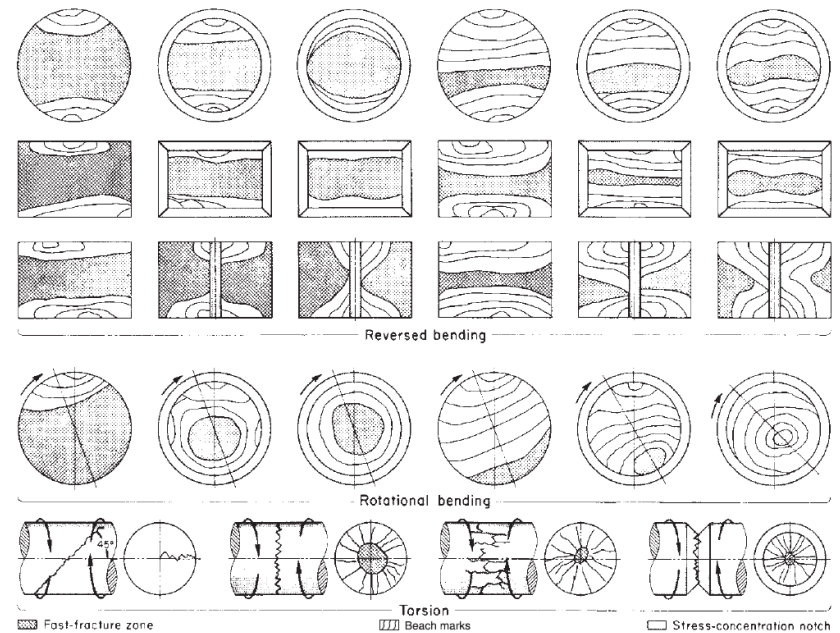 Reversed bending
Rotational bending
45°
Torsion
Fast-fracture zone
Beach marks
Stress-concentration notch